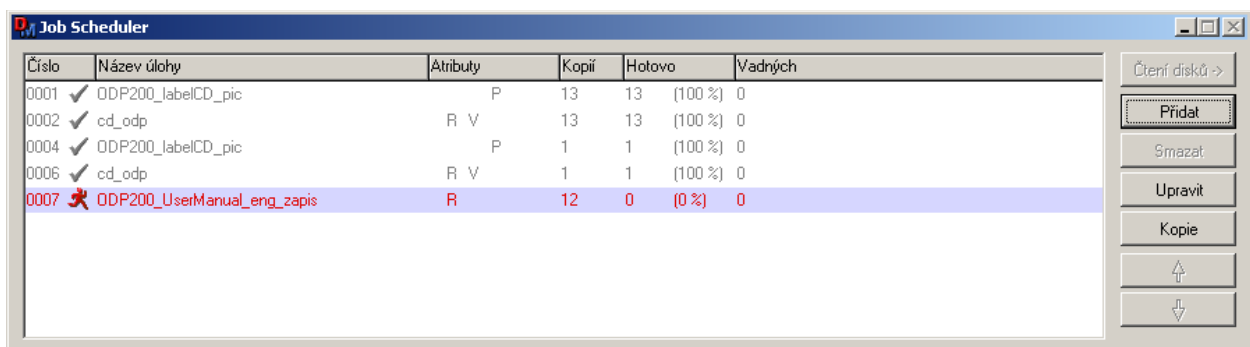 Job Scheduler
Číslo Název úlohy Atributy Kopií Hotovo Vadných
0001 ODP200_labelCD_pic P 13 13 (100 %) 0
0002 cd_odp R V 13 13 (100 %) 0
0004 ODP200_labelCD_pic P 1 1 (100 %) 0
0006 cd_odp R V 1 1 (100 %) 0
0007 ODP200_UserManual_eng_zapis R 12 0 (0 %) 0
Čtení disků ->
Přidat
Smazat
Upravit
Kopie